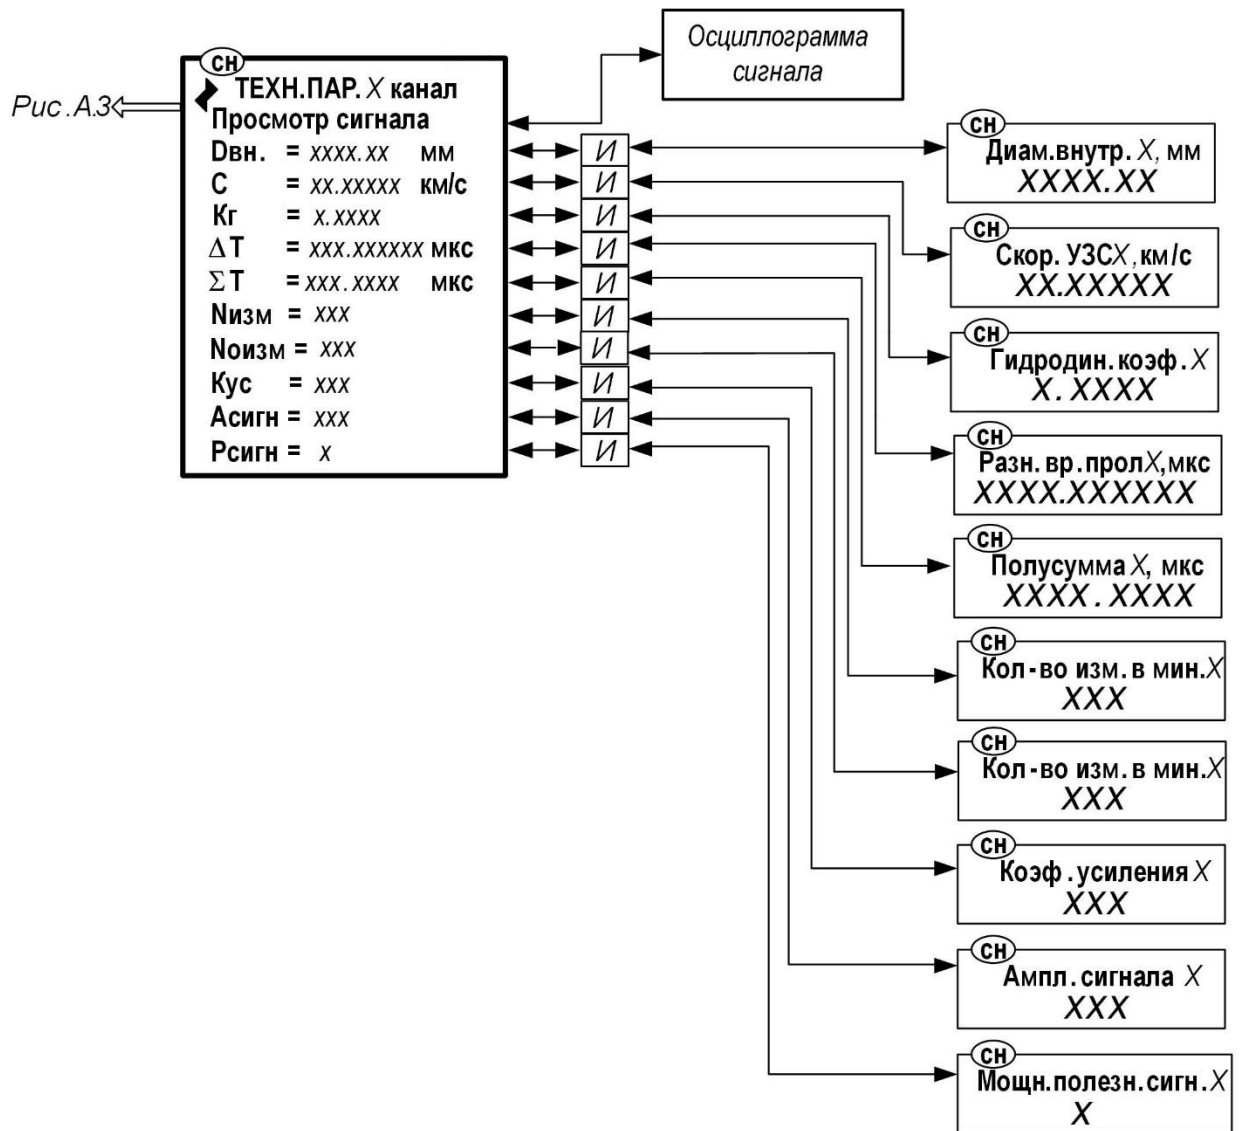 Осциллограмма
сигнала
Рис.А.3
СН
ТЕХН.ПАР. X канал
Просмотр сигнала
Dвн. = xxxx.xx мм
С = xx.xxxxx км/с
Кг = x.xxxx
ΔT = xxx.xxxxxx мкс
ΣT = xxx.xxxx мкс
Nизм = xxx
Nоизм = xxx
Кус = xxx
Асигн = xxx
Рсигн = x
И
И
И
И
И
И
И
И
И
И
СН
Диам.внутр. X, мм
XXXX.XX
СН
Скор. УЗСX, км/с
XX.XXXXX
СН
Гидродин.коэф. X
X.XXXX
СН
Разн. вр.пролX,мкс
XXXX.XXXXXX
СН
Полусумма X, мкс
XXXX.XXXX
СН
Кол-во изм. в мин.X
XXX
СН
Кол-во изм. в мин.X
XXX
СН
Коэф.усиления X
XXX
СН
Ампл.сигнала X
XXX
СН
Мощн.полезн.сигн.X
X